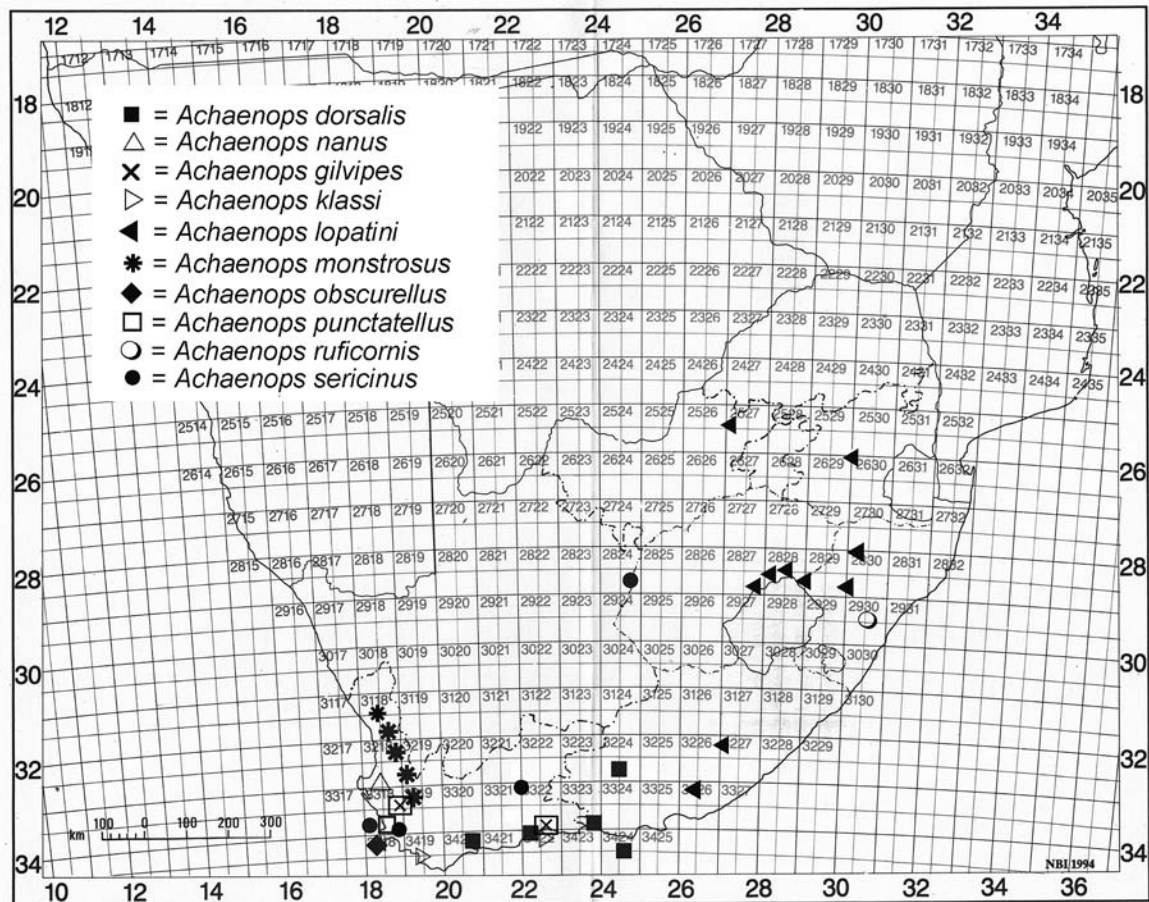 12 14 16 18 20 22 24 26 28 30 32 34
1712 1713 1714 1715 1716 1717 1718 1719 1720 1721 1722 1723 1724 1725 1726 1727 1728 1729 1730 1731 1732 1733 1734
18 1812 1821 1822 1823 1824 1825 1826 1827 1828 1829 1830 1831 1832 1833 1834 18
■ = Achaenops dorsalis
△ = Achaenops nanus
× = Achaenops gilvipes
▷ = Achaenops klassi
◀ = Achaenops lopatini
✱ = Achaenops monstrosus
◆ = Achaenops obscurellus
□ = Achaenops punctatellus
= Achaenops ruficornis
● = Achaenops sericinus
1922 1923 1924 1925 1926 1927 1928 1929 1930 1931 1932 1933 1934
20 2022 2023 2024 2025 2026 2027 2028 2029 2030 2031 2032 2033 2034 2035 20
2122 2123 2124 2125 2126 2127 2128 2129 2130 2131 2132 2133 2134 2135
22 2222 2223 2224 2225 2226 2227 2228 2229 2230 2231 2232 2233 2234 2235 22
2322 2323 2324 2325 2326 2327 2328 2329 2330 2331 2332 2333 2334 2335
24 2422 2423 2424 2425 2426 2427 2428 2429 2430 2431 2432 2433 2434 2435 24
2514 2515 2516 2517 2518 2519 2520 2521 2522 2523 2524 2525 2526 2527 2528 2529 2530 2531 2532
26 2614 2615 2616 2617 2618 2619 2620 2621 2622 2623 2624 2625 2626 2627 2628 2629 2630 2631 2632 26
2715 2716 2717 2718 2719 2720 2721 2722 2723 2724 2725 2726 2727 2728 2729 2730 2731 2732
28 2815 2816 2817 2818 2819 2820 2821 2822 2823 2824 2825 2826 2827 2828 2829 2830 2831 2832 28
2916 2917 2918 2919 2920 2921 2922 2923 2924 2925 2926 2927 2928 2929 2930 2931
30 3017 3018 3019 3020 3021 3022 3023 3024 3025 3026 3027 3028 3029 3030 30
3117 3118 3119 3120 3121 3122 3123 3124 3125 3126 3127 3128 3129 3130
32 3217 3218 3219 3220 3221 3222 3223 3224 3225 3226 3227 3228 3229 32
3317 3318 3319 3320 3321 3322 3323 3324 3325 3326 3327
km 100 0 100 200 300
3419 3420 3421 3422 3423 3424 3425
34 NBI 1994 34
10 12 14 16 18 20 22 24 26 28 30 32 34 36